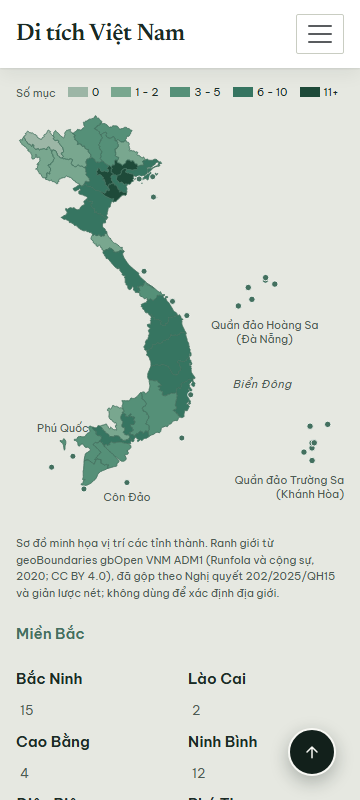 Di tích Việt Nam
Số mục 0 1 – 2 3 – 5 6 – 10 11+
Quần đảo Hoàng Sa
(Đà Nẵng)
Biển Đông
Phú Quốc
Quần đảo Trường Sa
(Khánh Hòa)
Côn Đảo
Sơ đồ minh họa vị trí các tỉnh thành. Ranh giới từ
geoBoundaries gbOpen VNM ADM1 (Runfola và cộng sự,
2020; CC BY 4.0), đã gộp theo Nghị quyết 202/2025/QH15
và giản lược nét; không dùng để xác định địa giới.
Miền Bắc
Bắc Ninh Lào Cai
15 2
Cao Bằng Ninh Bình
4 12